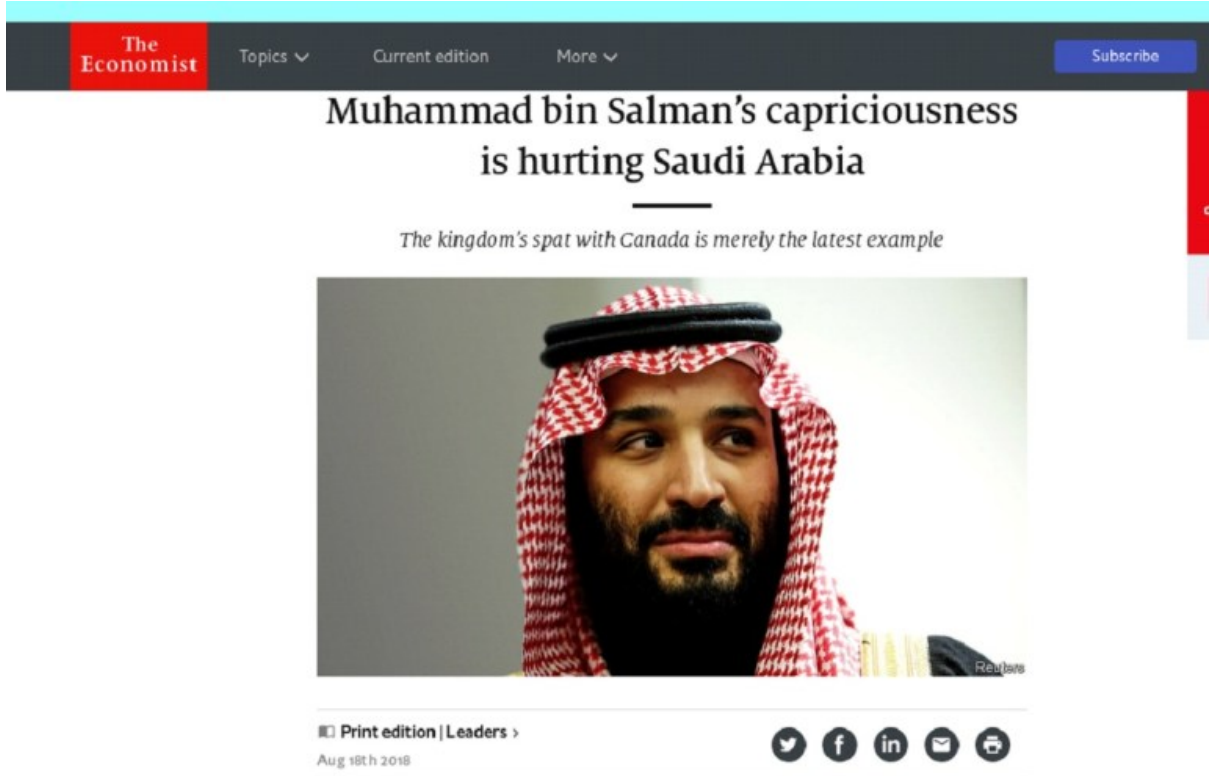 The
Economist
Topics
Current edition
More
Subscribe
Muhammad bin Salman's capriciousness
is hurting Saudi Arabia
The kingdom's spat with Canada is merely the latest example
Reuters
Print edition | Leaders ›
Aug 18th 2018